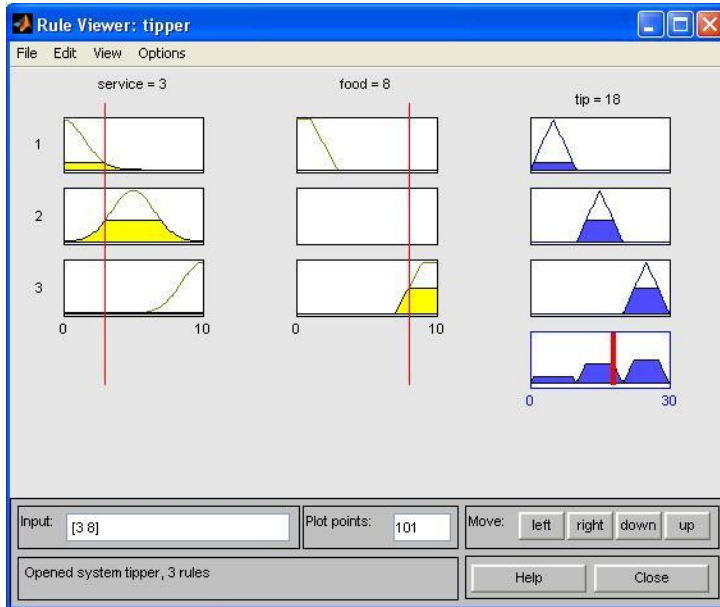 Rule Viewer: tipper
File Edit View Options
service = 3 food = 8 tip = 18
1
2
3
0 10 0 10
0 30
Input: [3 8] Plot points: 101 Move: left right down up
Opened system tipper, 3 rules Help Close